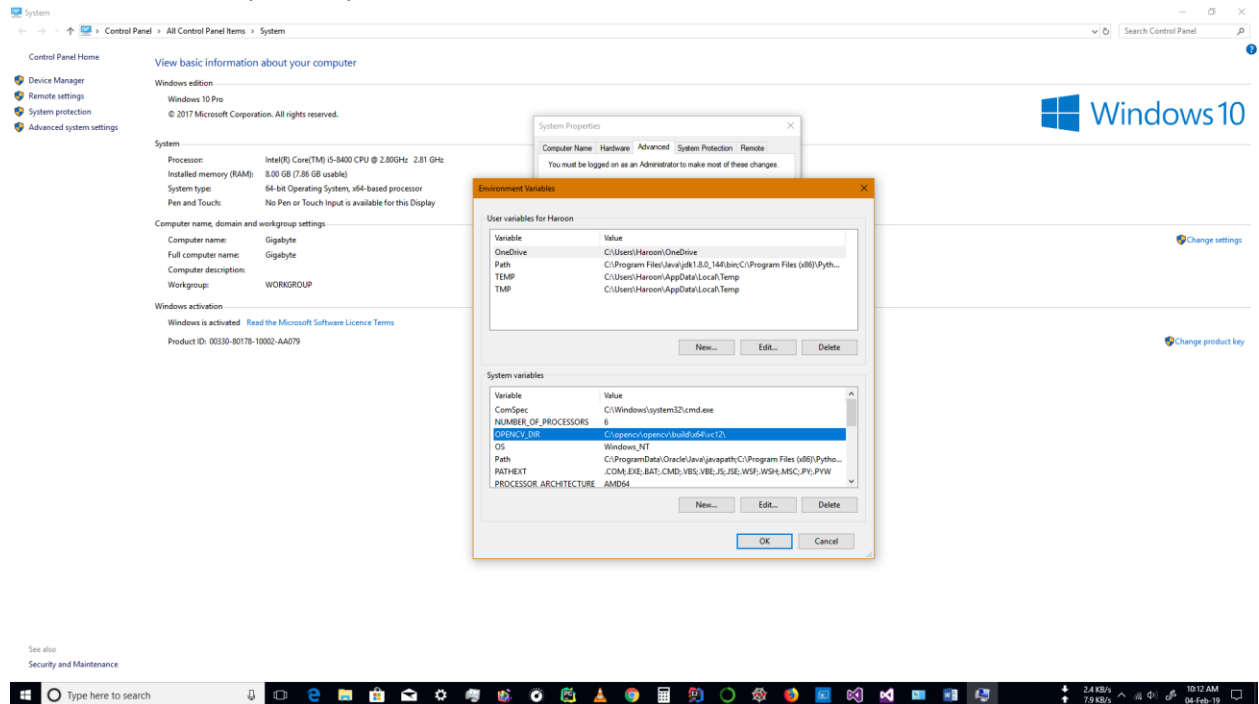 System
Control Panel > All Control Panel Items > System
Search Control Panel
Control Panel Home
Device Manager
Remote settings
System protection
Advanced system settings
View basic information about your computer
Windows edition
Windows 10 Pro
© 2017 Microsoft Corporation. All rights reserved.
Windows 10
System
Processor: Intel(R) Core(TM) i5-8400 CPU @ 2.80GHz 2.81 GHz
Installed memory (RAM): 8.00 GB (7.86 GB usable)
System type: 64-bit Operating System, x64-based processor
Pen and Touch: No Pen or Touch Input is available for this Display
Computer name, domain and workgroup settings
Computer name: Gigabyte
Change settings
Full computer name: Gigabyte
Computer description:
Workgroup: WORKGROUP
Windows activation
Windows is activated Read the Microsoft Software Licence Terms
Product ID: 00330-80178-10002-AA079
Change product key
System Properties
Computer Name Hardware Advanced System Protection Remote
You must be logged on as an Administrator to make most of these changes.
Environment Variables
User variables for Haroon
Variable Value
OneDrive C:\Users\Haroon\OneDrive
Path C:\Program Files\Java\jdk1.8.0_144\bin;C:\Program Files (x86)\Pyth...
TEMP C:\Users\Haroon\AppData\Local\Temp
TMP C:\Users\Haroon\AppData\Local\Temp
New... Edit... Delete
System variables
Variable Value
ComSpec C:\Windows\system32\cmd.exe
NUMBER_OF_PROCESSORS 6
OPENCV_DIR C:\opencv\opencv\build\x64\vc12\
OS Windows_NT
Path C:\ProgramData\Oracle\Java\javapath;C:\Program Files (x86)\Pytho...
PATHEXT .COM;.EXE;.BAT;.CMD;.VBS;.VBE;.JS;.JSE;.WSF;.WSH;.MSC;.PY;.PYW
PROCESSOR_ARCHITECTURE AMD64
New... Edit... Delete
OK Cancel
See also
Security and Maintenance
Type here to search
2.4 KB/s
7.9 KB/s
10:12 AM
04-Feb-19